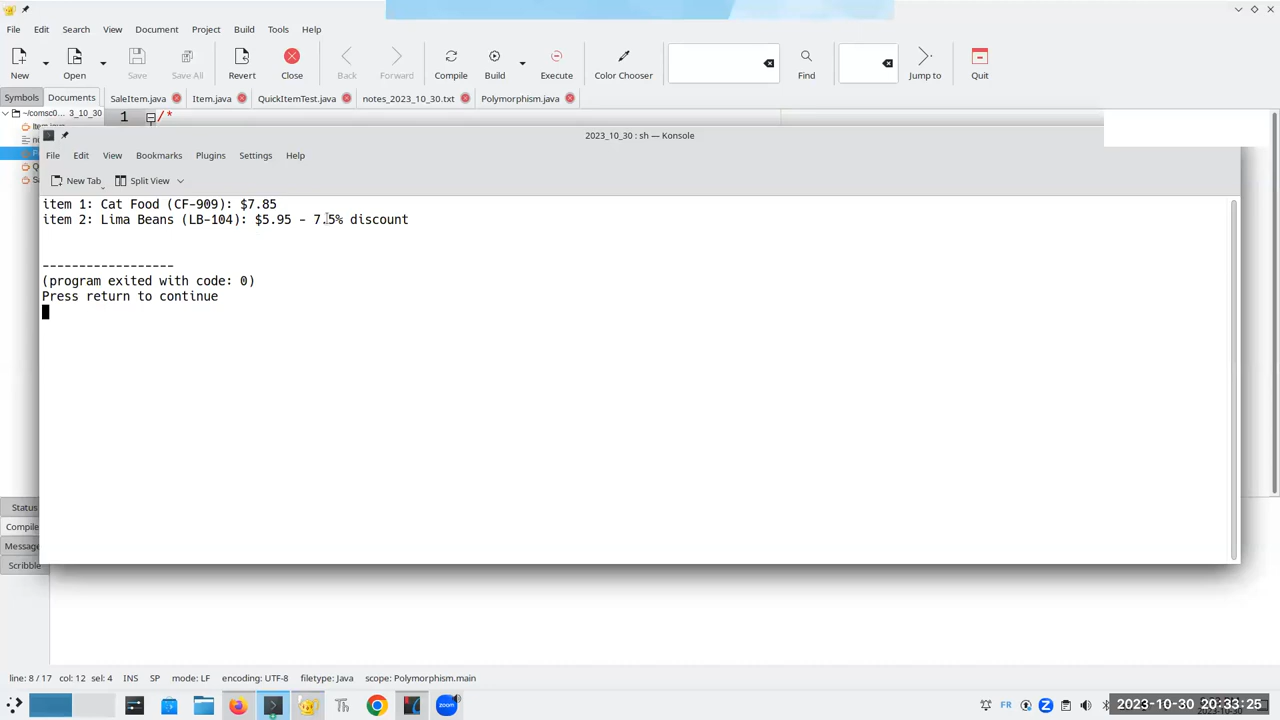 File Edit Search View Document Project Build Tools Help
New Open Save Save All Revert Close Back Forward Compile Build Execute Color Chooser Find Jump to Quit
Symbols Documents SaleItem.java Item.java QuickItemTest.java notes_2023_10_30.txt Polymorphism.java
~/comsc0... 3_10_30
1 /*
2023_10_30 : sh — Konsole
File Edit View Bookmarks Plugins Settings Help
New Tab Split View
item 1: Cat Food (CF-909): $7.85
item 2: Lima Beans (LB-104): $5.95 - 7.5% discount
------------------
(program exited with code: 0)
Press return to continue
Status
Compile
Message
Scribble
line: 8 / 17 col: 12 sel: 4 INS SP mode: LF encoding: UTF-8 filetype: Java scope: Polymorphism.main
FR 2023-10-30 20:33:25